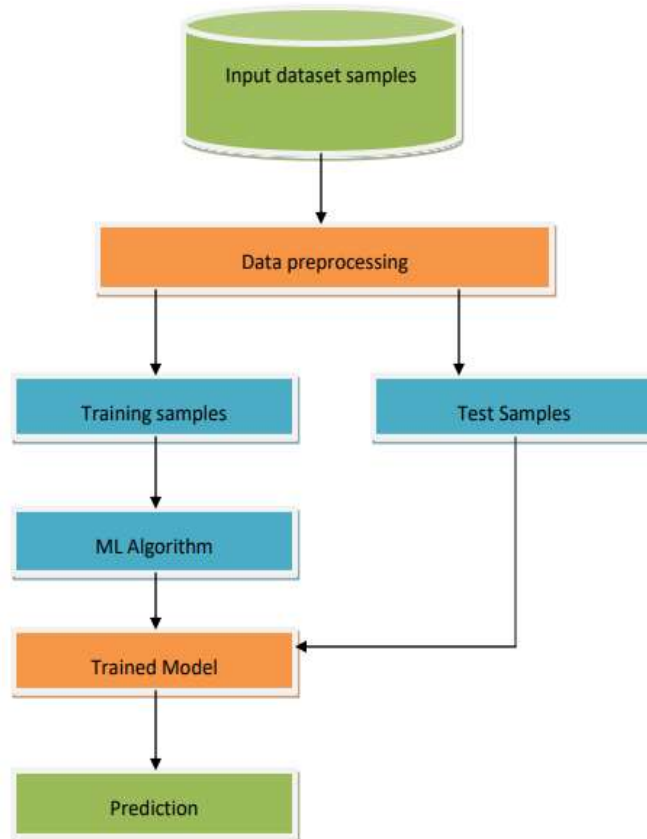 Input dataset samples
Data preprocessing
Training samples
Test Samples
ML Algorithm
Trained Model
Prediction